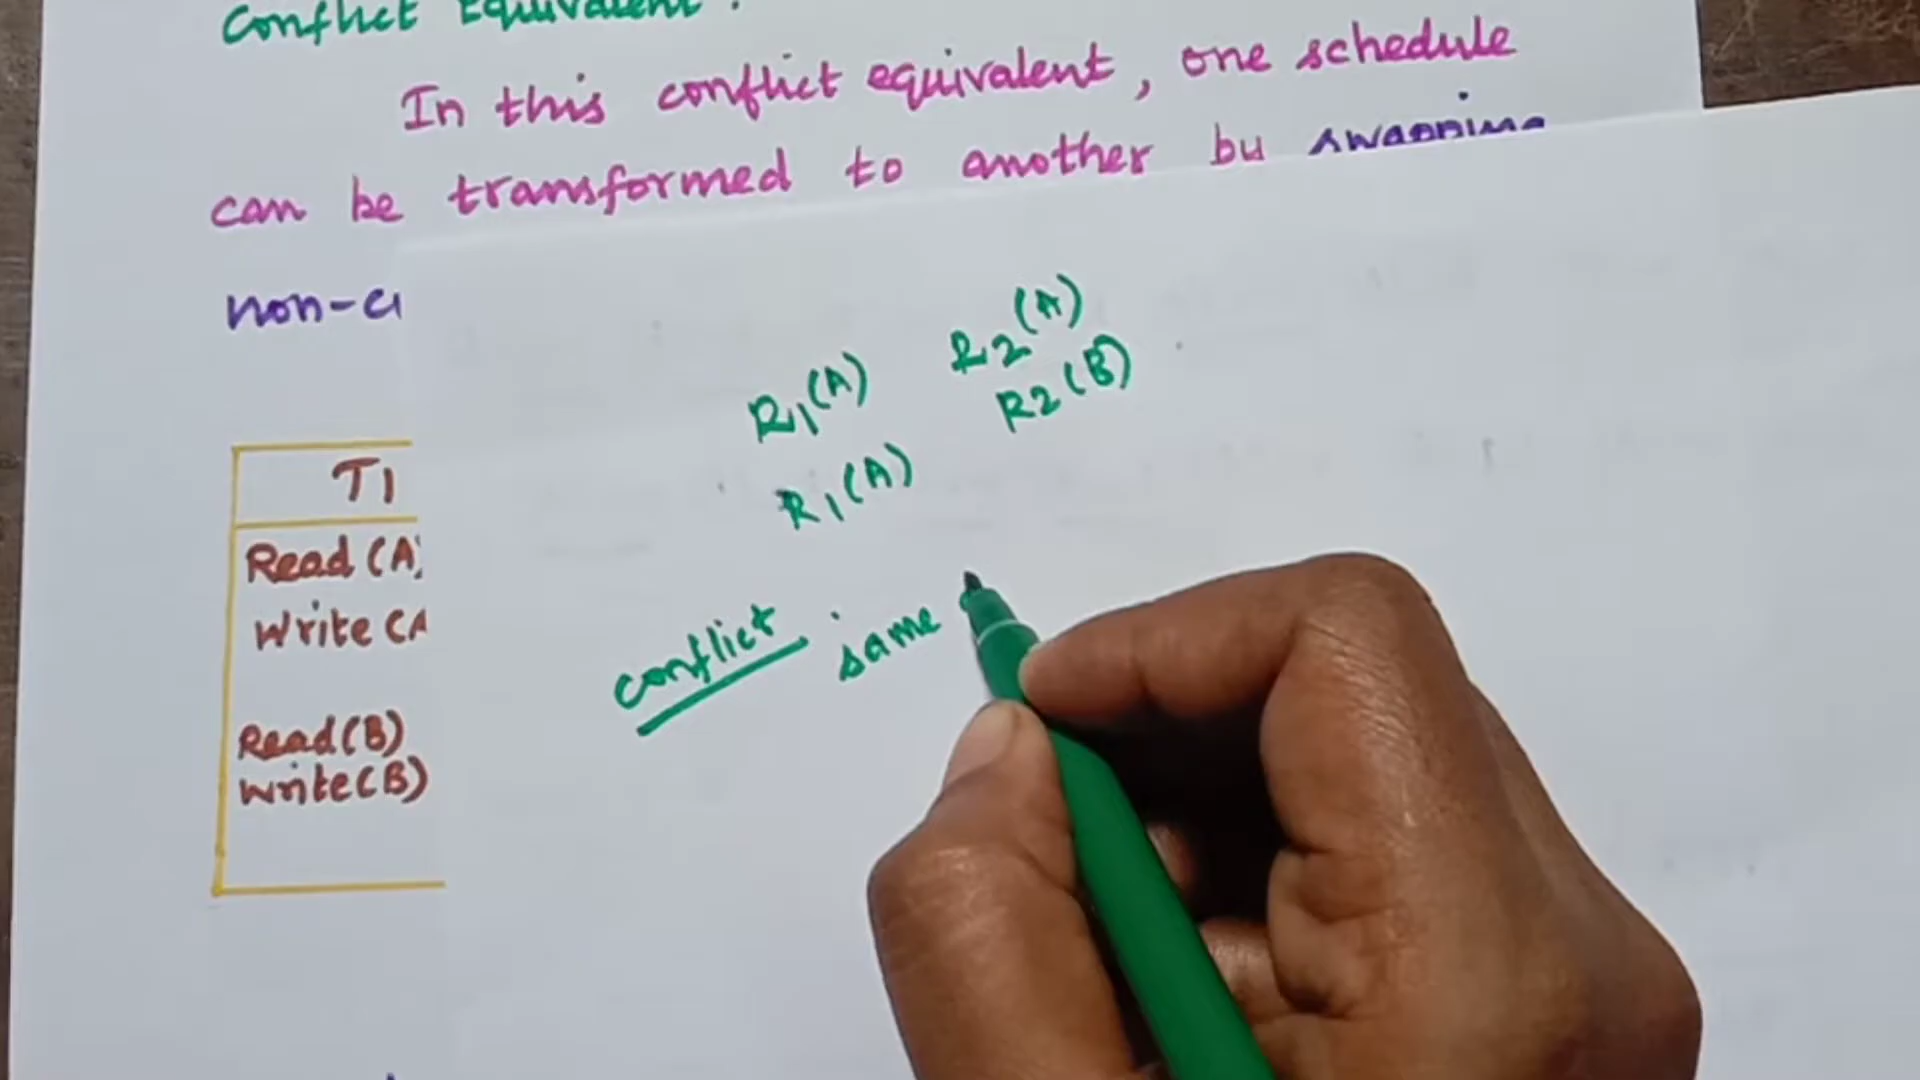 Conflict Equivalent :
In this conflict equivalent, one schedule
can be transformed to another by swapping
non-
R1(A) R2(A)
R2(B)
R1(A)
conflict same
T1
Read(A)
Write(A
Read(B)
Write(B)